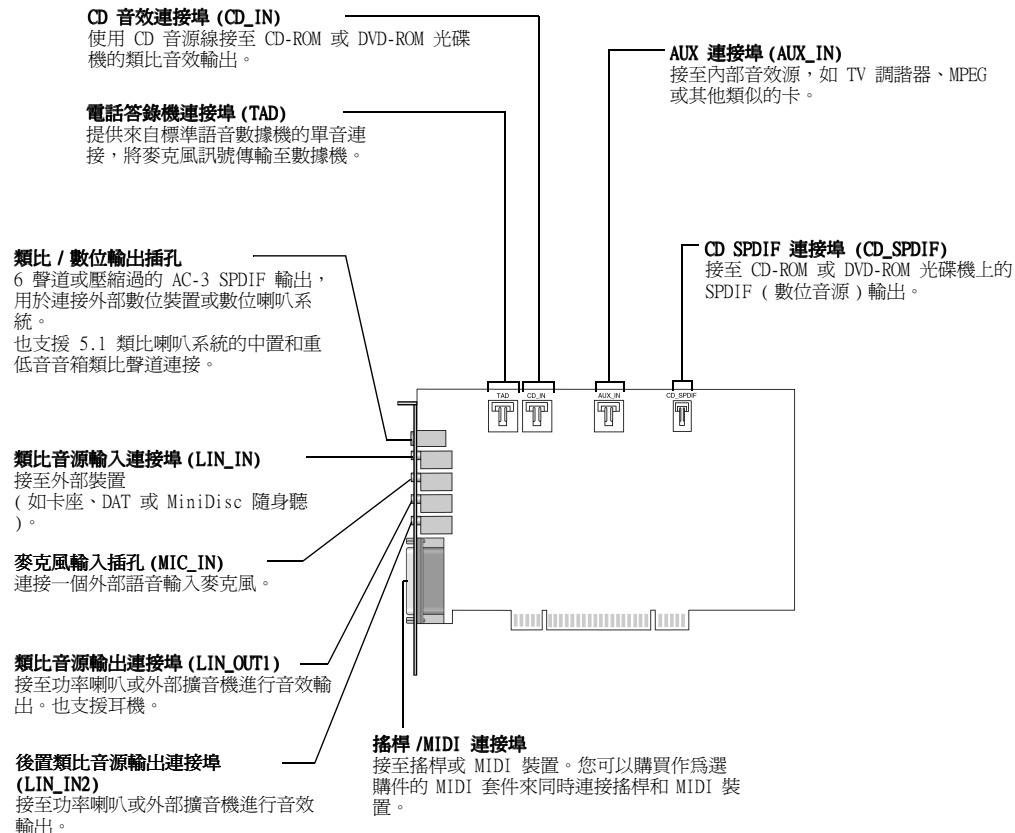 CD 音效連接埠 (CD_IN)
使用 CD 音源線接至 CD-ROM 或 DVD-ROM 光碟
機的類比音效輸出。
AUX 連接埠 (AUX_IN)
接至內部音效源，如 TV 調諧器、MPEG
或其他類似的卡。
電話答錄機連接埠 (TAD)
提供來自標準語音數據機的單音連
接，將麥克風訊號傳輸至數據機。
類比 / 數位輸出插孔
6 聲道或壓縮過的 AC-3 SPDIF 輸出，
用於連接外部數位裝置或數位喇叭系
統。
也支援 5.1 類比喇叭系統的中置和重
低音音箱類比聲道連接。
CD SPDIF 連接埠 (CD_SPDIF)
接至 CD-ROM 或 DVD-ROM 光碟機上的
SPDIF ( 數位音源 ) 輸出。
TAD CD_IN AUX_IN CD_SPDIF
類比音源輸入連接埠 (LIN_IN)
接至外部裝置
( 如卡座、DAT 或 MiniDisc 隨身聽
)。
麥克風輸入插孔 (MIC_IN)
連接一個外部語音輸入麥克風。
類比音源輸出連接埠 (LIN_OUT1)
接至功率喇叭或外部擴音機進行音效輸
出。也支援耳機。
後置類比音源輸出連接埠
(LIN_IN2)
接至功率喇叭或外部擴音機進行音效
輸出。
搖桿 /MIDI 連接埠
接至搖桿或 MIDI 裝置。您可以購買作爲選
購件的 MIDI 套件來同時連接搖桿和 MIDI 裝
置。